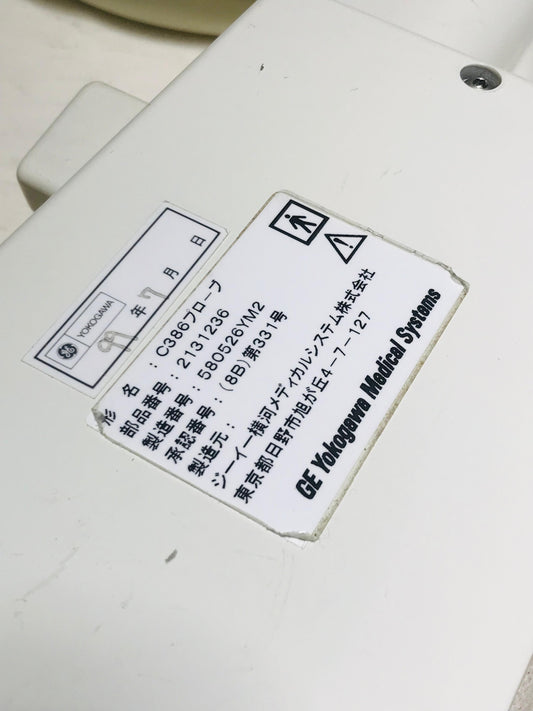 YOKOGAWA
99年7月 日
形 名 : C386プローブ
部品番号 : 2131236
製造番号 : 580526YM2
承認番号 : (8B)第331号
製造元 :
ジーイー横河メディカルシステム株式会社
東京都日野市旭が丘4-7-127
GE Yokogawa Medical Systems